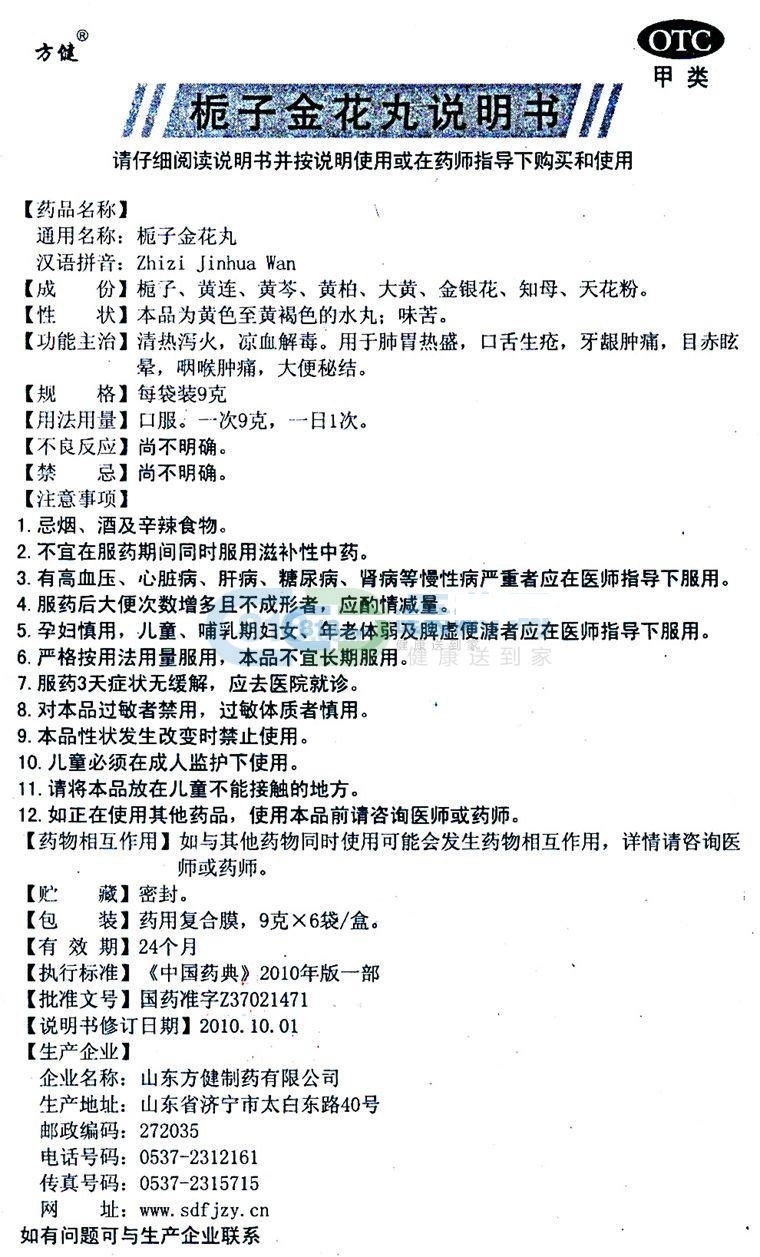 方健®
OTC
甲类
栀子金花丸说明书
请仔细阅读说明书并按说明使用或在药师指导下购买和使用
【药品名称】
通用名称：栀子金花丸
汉语拼音：Zhizi Jinhua Wan
【成　　份】栀子、黄连、黄芩、黄柏、大黄、金银花、知母、天花粉。
【性　　状】本品为黄色至黄褐色的水丸；味苦。
【功能主治】清热泻火，凉血解毒。用于肺胃热盛，口舌生疮，牙龈肿痛，目赤眩
晕，咽喉肿痛，大便秘结。
【规　　格】每袋装9克
【用法用量】口服。一次9克，一日1次。
【不良反应】尚不明确。
【禁　　忌】尚不明确。
【注意事项】
1. 忌烟、酒及辛辣食物。
2. 不宜在服药期间同时服用滋补性中药。
3. 有高血压、心脏病、肝病、糖尿病、肾病等慢性病严重者应在医师指导下服用。
4. 服药后大便次数增多且不成形者，应酌情减量。
5. 孕妇慎用，儿童、哺乳期妇女、年老体弱及脾虚便溏者应在医师指导下服用。
6. 严格按用法用量服用，本品不宜长期服用。
健康送到家
健康送到家
7. 服药3天症状无缓解，应去医院就诊。
8. 对本品过敏者禁用，过敏体质者慎用。
9. 本品性状发生改变时禁止使用。
10. 儿童必须在成人监护下使用。
11. 请将本品放在儿童不能接触的地方。
12. 如正在使用其他药品，使用本品前请咨询医师或药师。
【药物相互作用】如与其他药物同时使用可能会发生药物相互作用，详情请咨询医
师或药师。
【贮　　藏】密封。
【包　　装】药用复合膜，9克×6袋/盒。
【有 效 期】24个月
【执行标准】《中国药典》2010年版一部
【批准文号】国药准字Z37021471
【说明书修订日期】2010.10.01
【生产企业】
企业名称：山东方健制药有限公司
生产地址：山东省济宁市太白东路40号
邮政编码：272035
电话号码：0537-2312161
传真号码：0537-2315715
网　　址：www.sdfjzy.cn
如有问题可与生产企业联系